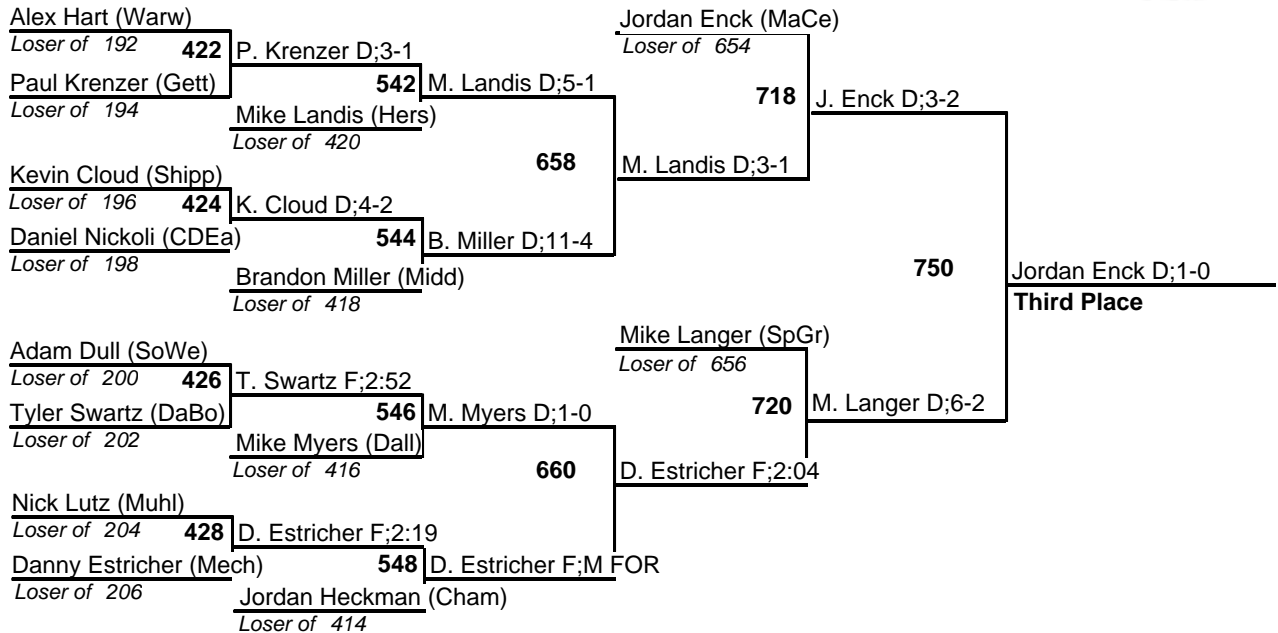 Alex Hart (Warw)
Loser of 192
422
P. Krenzer D;3-1
Paul Krenzer (Gett)
Loser of 194
542
M. Landis D;5-1
Mike Landis (Hers)
Loser of 420
Kevin Cloud (Shipp)
Loser of 196
424
K. Cloud D;4-2
Daniel Nickoli (CDEa)
Loser of 198
544
B. Miller D;11-4
Brandon Miller (Midd)
Loser of 418
658
M. Landis D;3-1
Jordan Enck (MaCe)
Loser of 654
718
J. Enck D;3-2
Adam Dull (SoWe)
Loser of 200
426
T. Swartz F;2:52
Tyler Swartz (DaBo)
Loser of 202
546
M. Myers D;1-0
Mike Myers (Dall)
Loser of 416
Nick Lutz (Muhl)
Loser of 204
428
D. Estricher F;2:19
Danny Estricher (Mech)
Loser of 206
548
D. Estricher F;M FOR
Jordan Heckman (Cham)
Loser of 414
660
D. Estricher F;2:04
Mike Langer (SpGr)
Loser of 656
720
M. Langer D;6-2
750
Jordan Enck D;1-0
Third Place